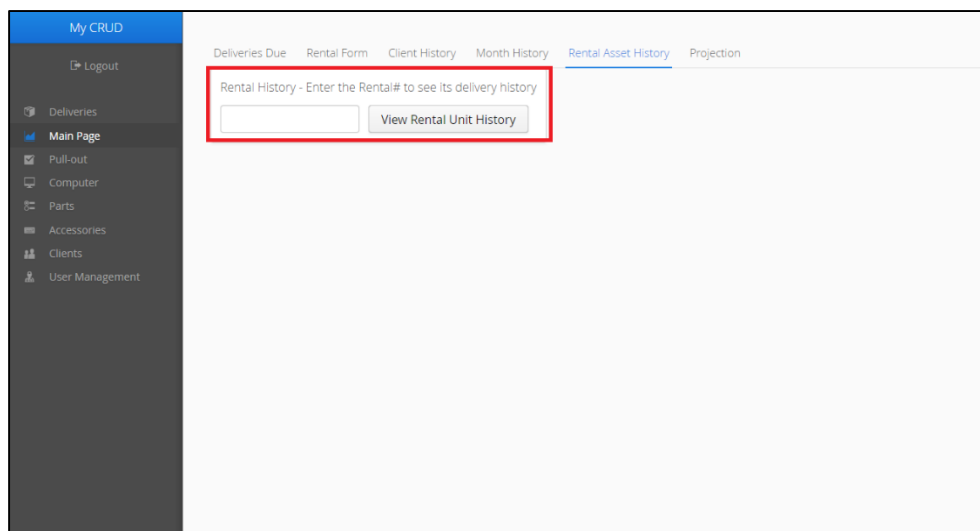 My CRUD
Logout
Deliveries
Main Page
Pull-out
Computer
Parts
Accessories
Clients
User Management
Deliveries Due Rental Form Client History Month History Rental Asset History Projection
Rental History - Enter the Rental# to see its delivery history
View Rental Unit History